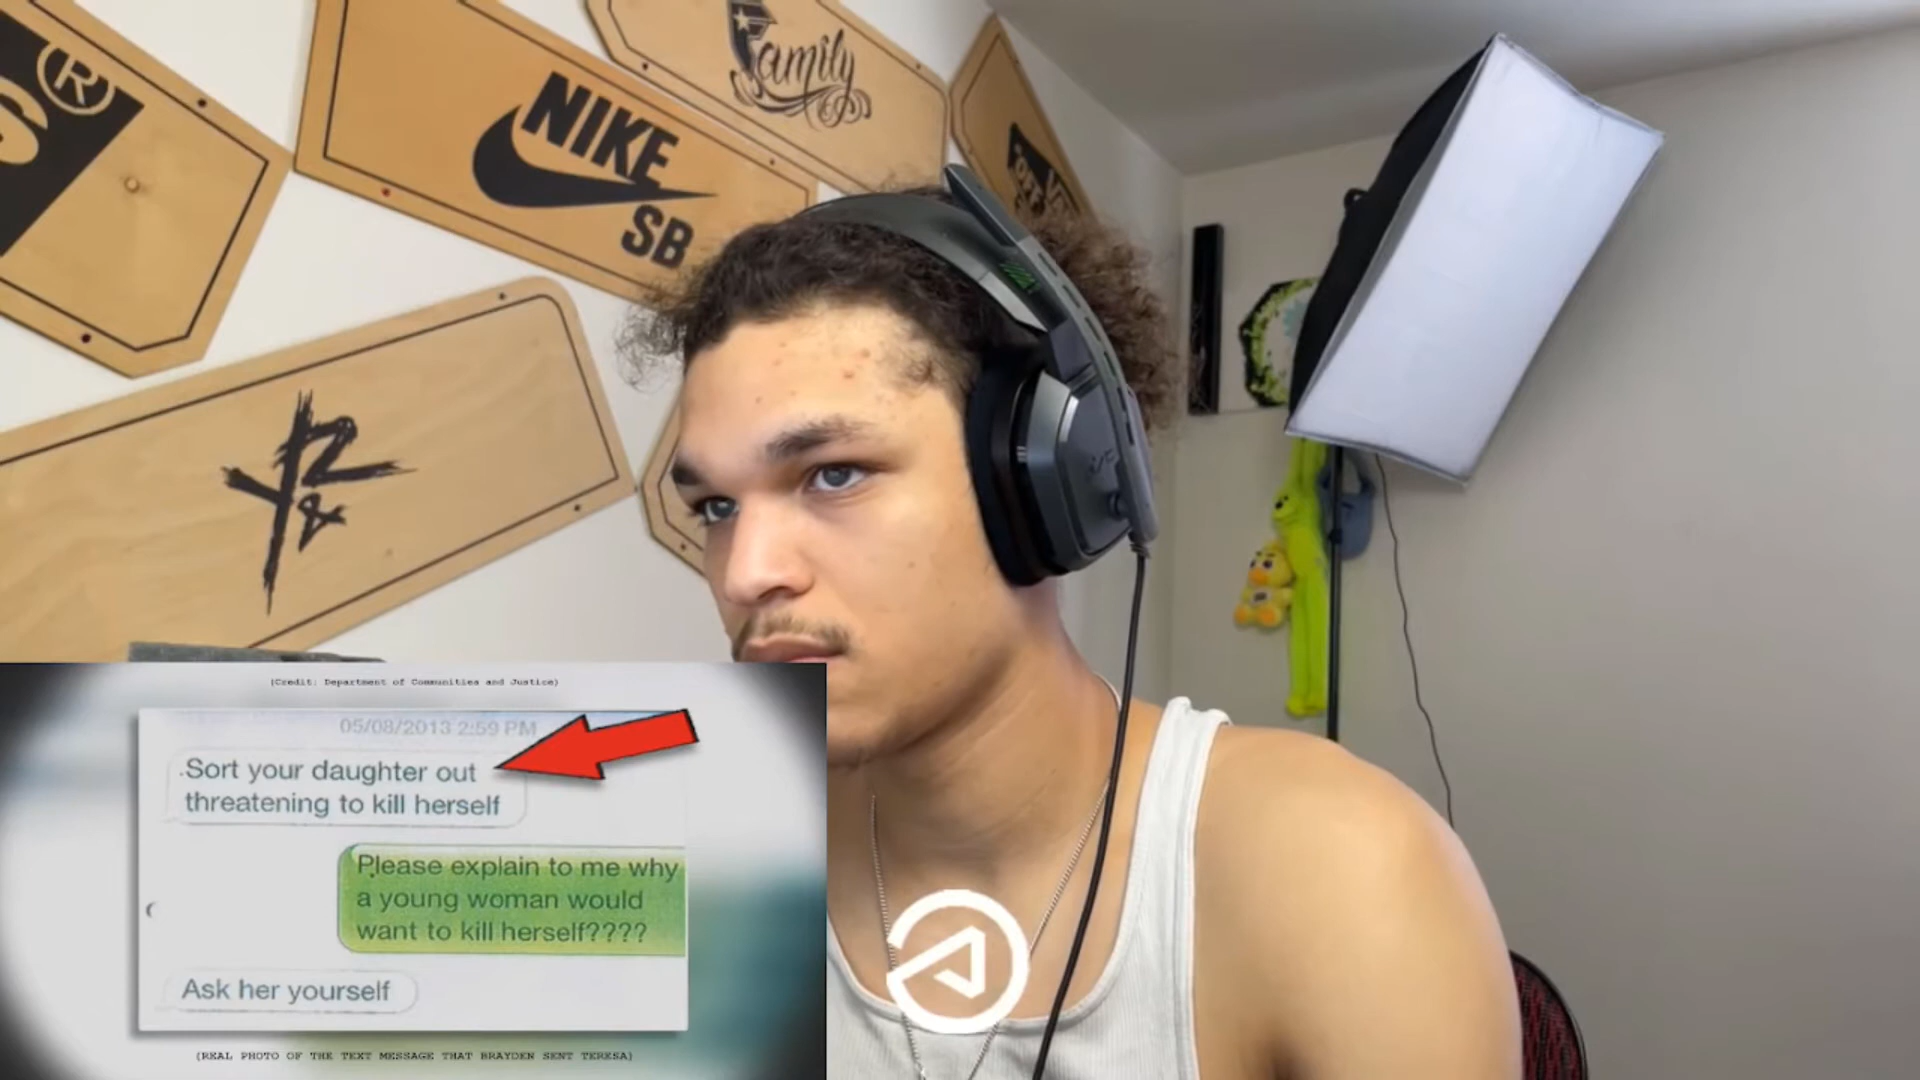 ®
NIKE
SB
Family
Y&R
(Credit: Department of Communities and Justice)
05/08/2013 2:59 PM
.Sort your daughter out
threatening to kill herself
Please explain to me why
a young woman would
want to kill herself????
Ask her yourself
(REAL PHOTO OF THE TEXT MESSAGE THAT BRAYDEN SENT TERESA)